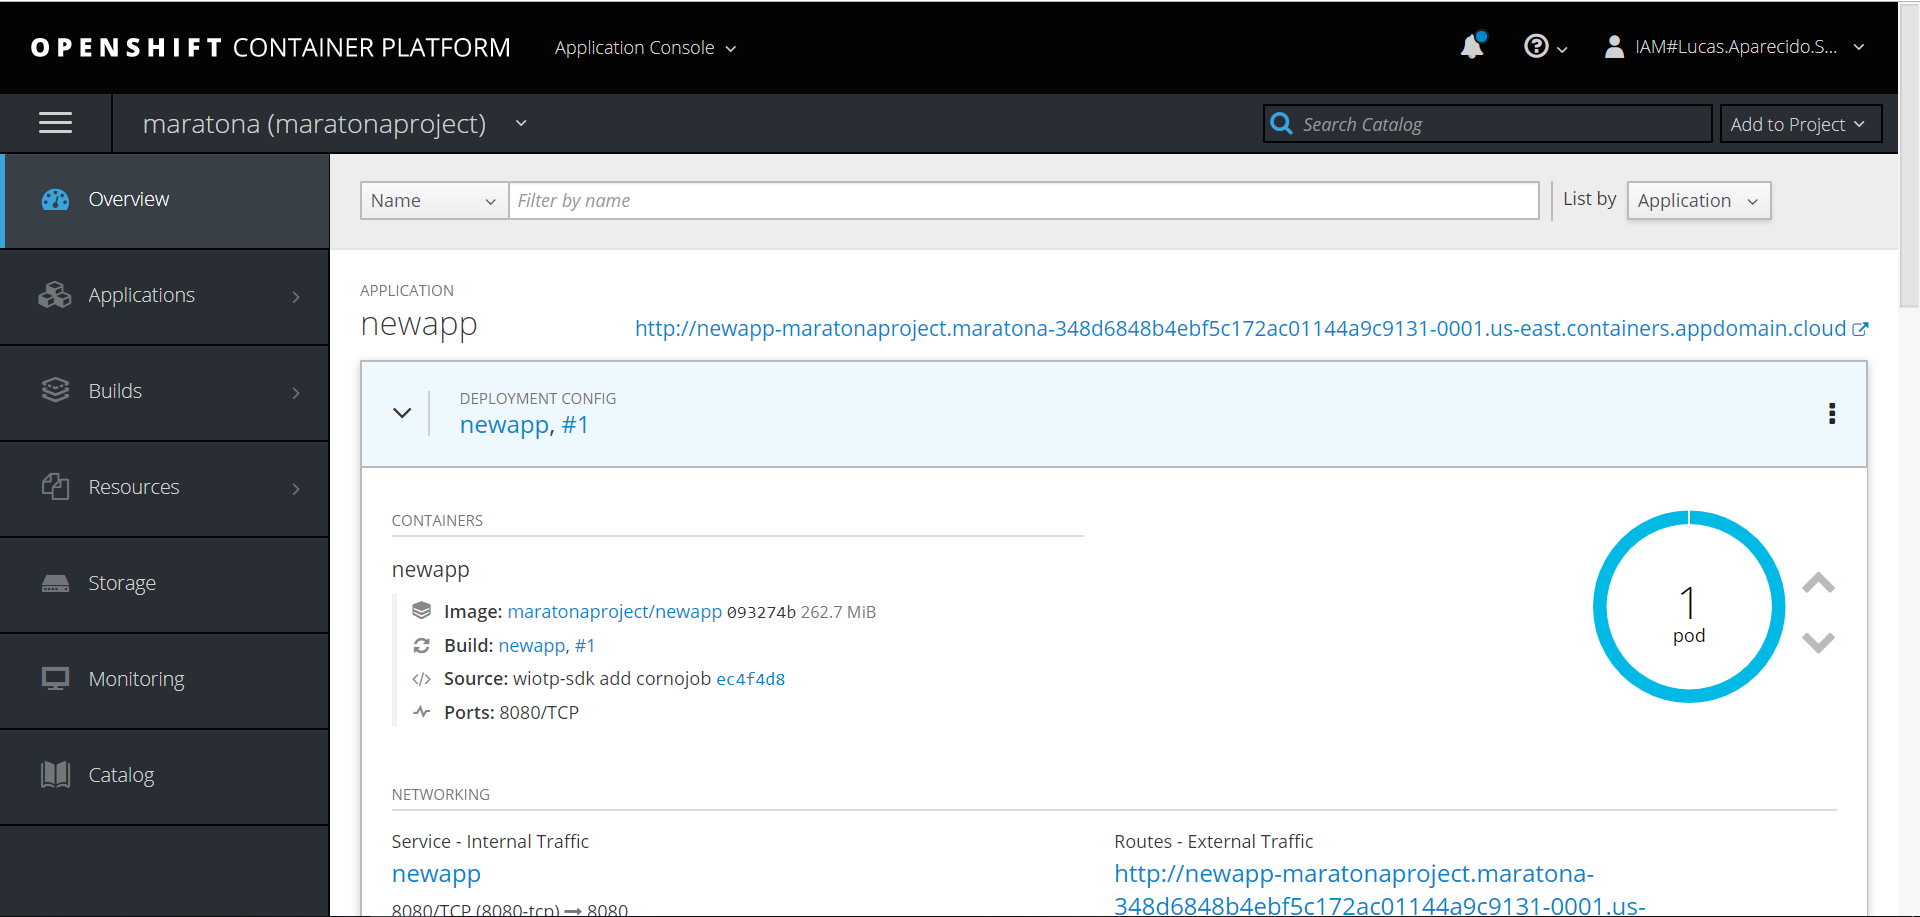 OPENSHIFT CONTAINER PLATFORM
Application Console
IAM#Lucas.Aparecido.S...
maratona (maratonaproject)
Search Catalog
Add to Project
Overview
Applications
Builds
Resources
Storage
Monitoring
Catalog
Name
Filter by name
List by
Application
APPLICATION
newapp
http://newapp-maratonaproject.maratona-348d6848b4ebf5c172ac01144a9c9131-0001.us-east.containers.appdomain.cloud
DEPLOYMENT CONFIG
newapp, #1
CONTAINERS
newapp
Image: maratonaproject/newapp 093274b 262.7 MiB
Build: newapp, #1
Source: wiotp-sdk add cornojob ec4f4d8
Ports: 8080/TCP
1
pod
NETWORKING
Service - Internal Traffic
newapp
8080/TCP (8080-tcp) → 8080
Routes - External Traffic
http://newapp-maratonaproject.maratona-
348d6848b4ebf5c172ac01144a9c9131-0001.us-